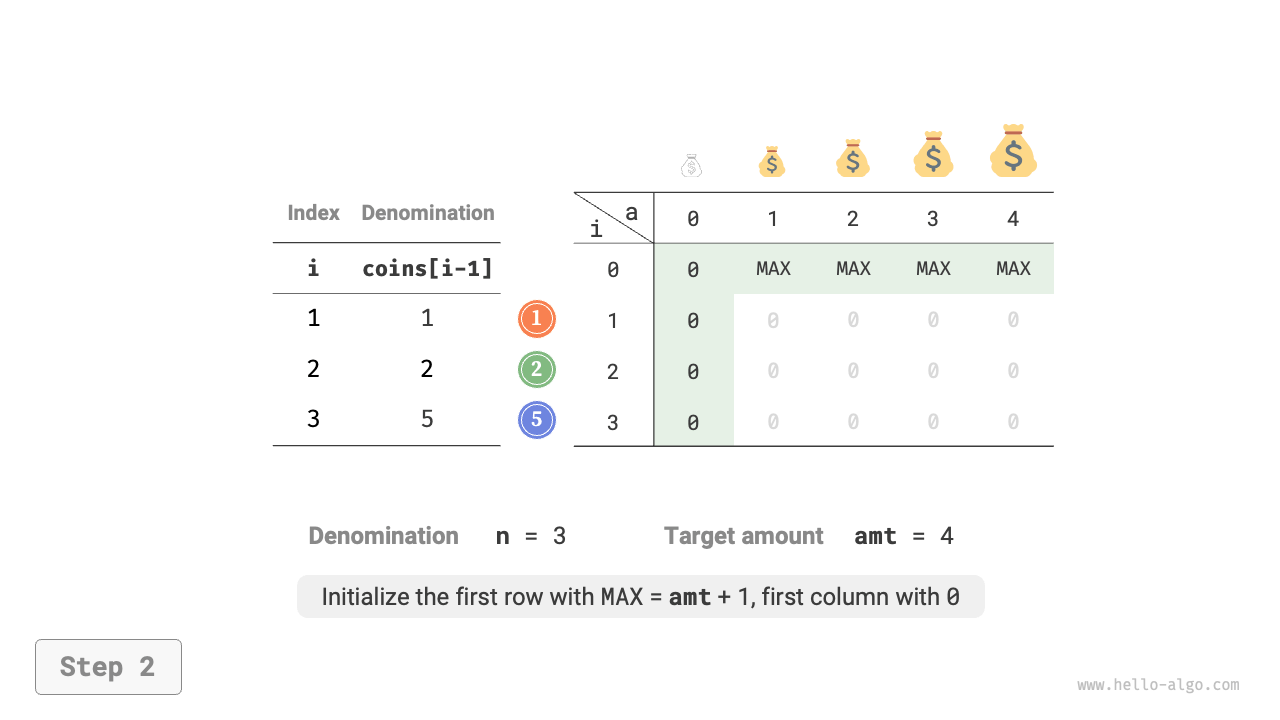 Index Denomination
i coins[i-1]
1 1 1
2 2 2
3 5 5
$ $ $ $ $
i a 0 1 2 3 4
0 0 MAX MAX MAX MAX
1 0 0 0 0 0
2 0 0 0 0 0
3 0 0 0 0 0
Denomination n = 3
Target amount amt = 4
Initialize the first row with MAX = amt + 1, first column with 0
Step 2
www.hello-algo.com